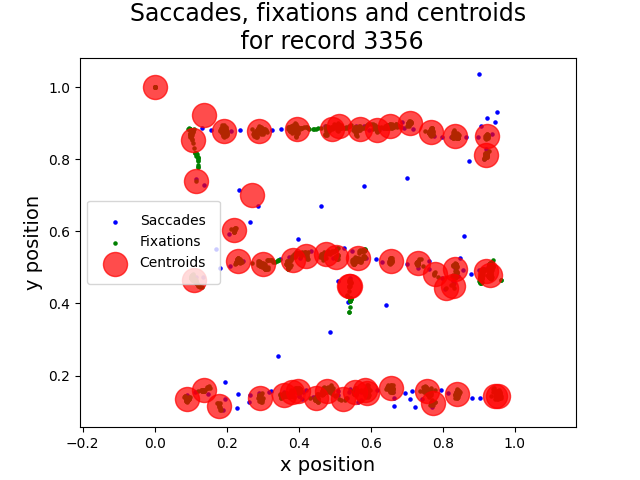 Saccades, fixations and centroids
for record 3356
1.0
0.8
0.6
0.4
0.2
y position
Saccades
Fixations
Centroids
−0.2
0.0
0.2
0.4
0.6
0.8
1.0
x position